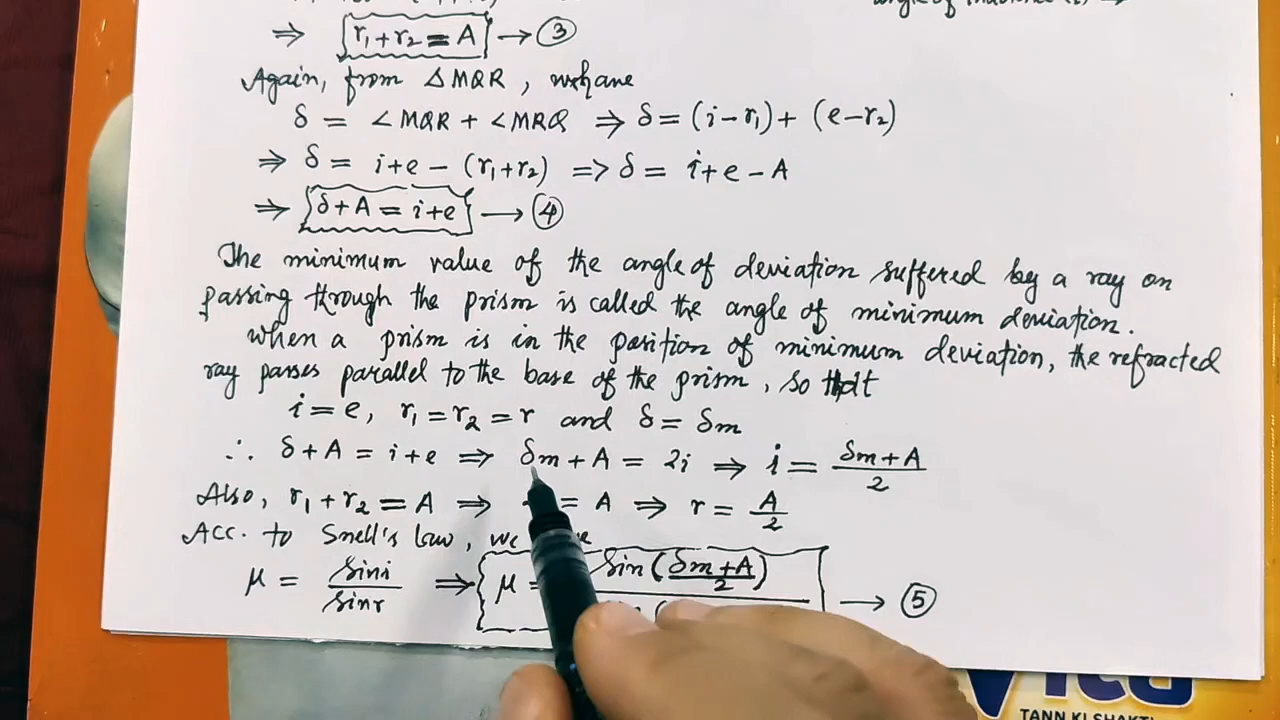 angle of
⇒ r₁+r₂ = A → ③
Again, from ΔMQR, we have
δ = ∠MQR + ∠MRQ ⇒ δ = (i-r₁) + (e-r₂)
⇒ δ = i+e - (r₁+r₂) => δ = i+e-A
⇒ δ+A = i+e → ④
The minimum value of the angle of deviation suffered by a ray on
passing through the prism is called the angle of minimum deviation.
when a prism is in the position of minimum deviation, the refracted
ray passes parallel to the base of the prism, so that
i = e, r₁ = r₂ = r and δ = δm
∴ δ+A = i+e ⇒ δm+A = 2i ⇒ i = (δm+A)/2
Also, r₁+r₂ = A ⇒ = A ⇒ r = A/2
Acc. to Snell's law, we
μ = sini/sinr ⇒ μ = sin(δm+A/2) → ⑤
TANN KI SHAKTI